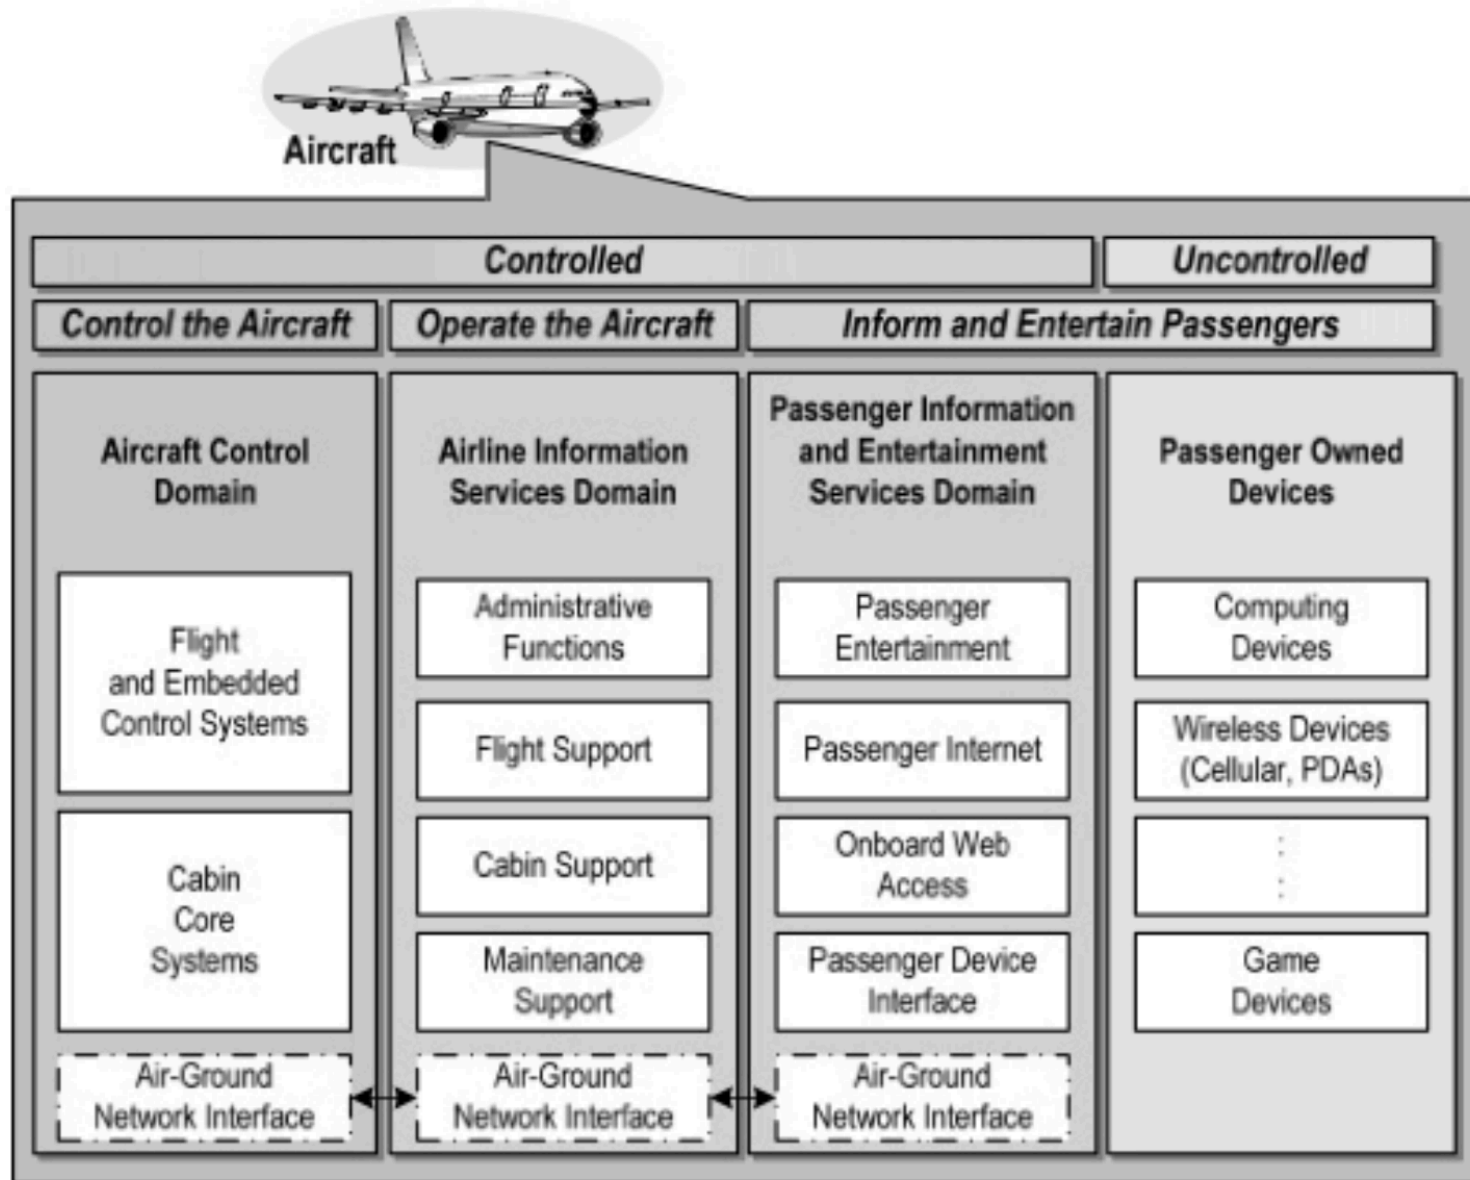 Aircraft
Controlled
Uncontrolled
Control the Aircraft
Operate the Aircraft
Inform and Entertain Passengers
Aircraft Control
Domain
Flight
and Embedded
Control Systems
Cabin
Core
Systems
Air-Ground
Network Interface
Airline Information
Services Domain
Administrative
Functions
Flight Support
Cabin Support
Maintenance
Support
Air-Ground
Network Interface
Passenger Information
and Entertainment
Services Domain
Passenger
Entertainment
Passenger Internet
Onboard Web
Access
Passenger Device
Interface
Air-Ground
Network Interface
Passenger Owned
Devices
Computing
Devices
Wireless Devices
(Cellular, PDAs)
:
:
Game
Devices